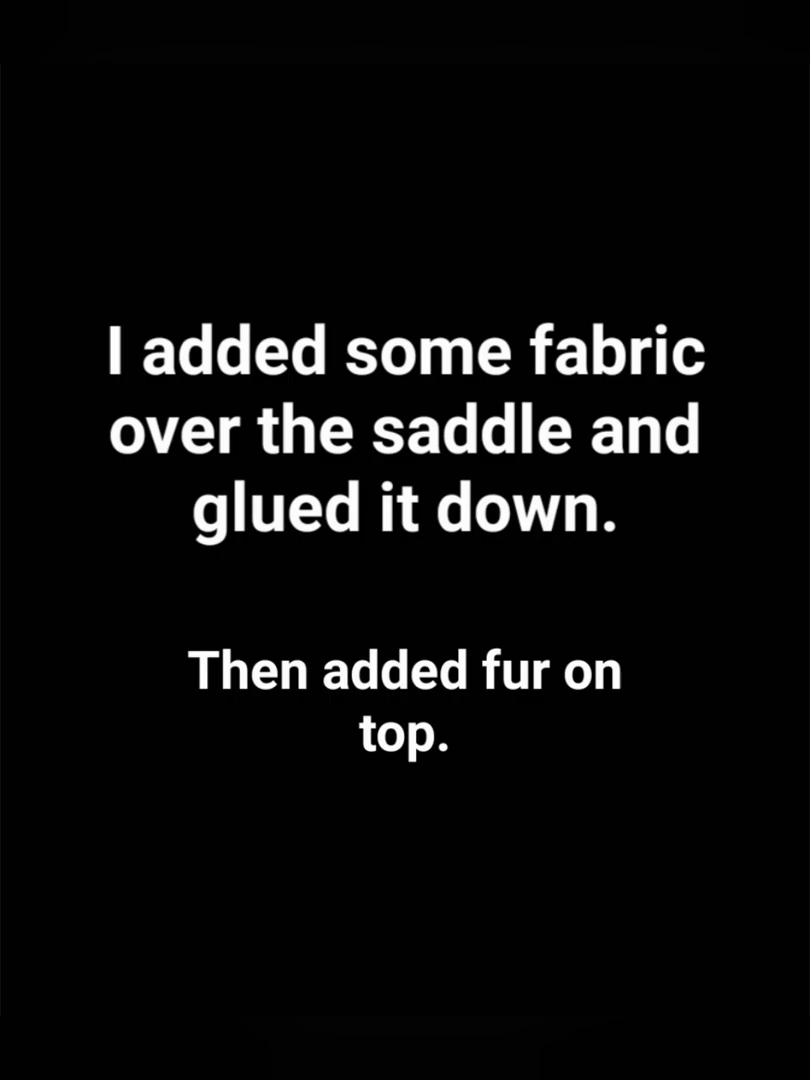 I added some fabric
over the saddle and
glued it down.
Then added fur on
top.